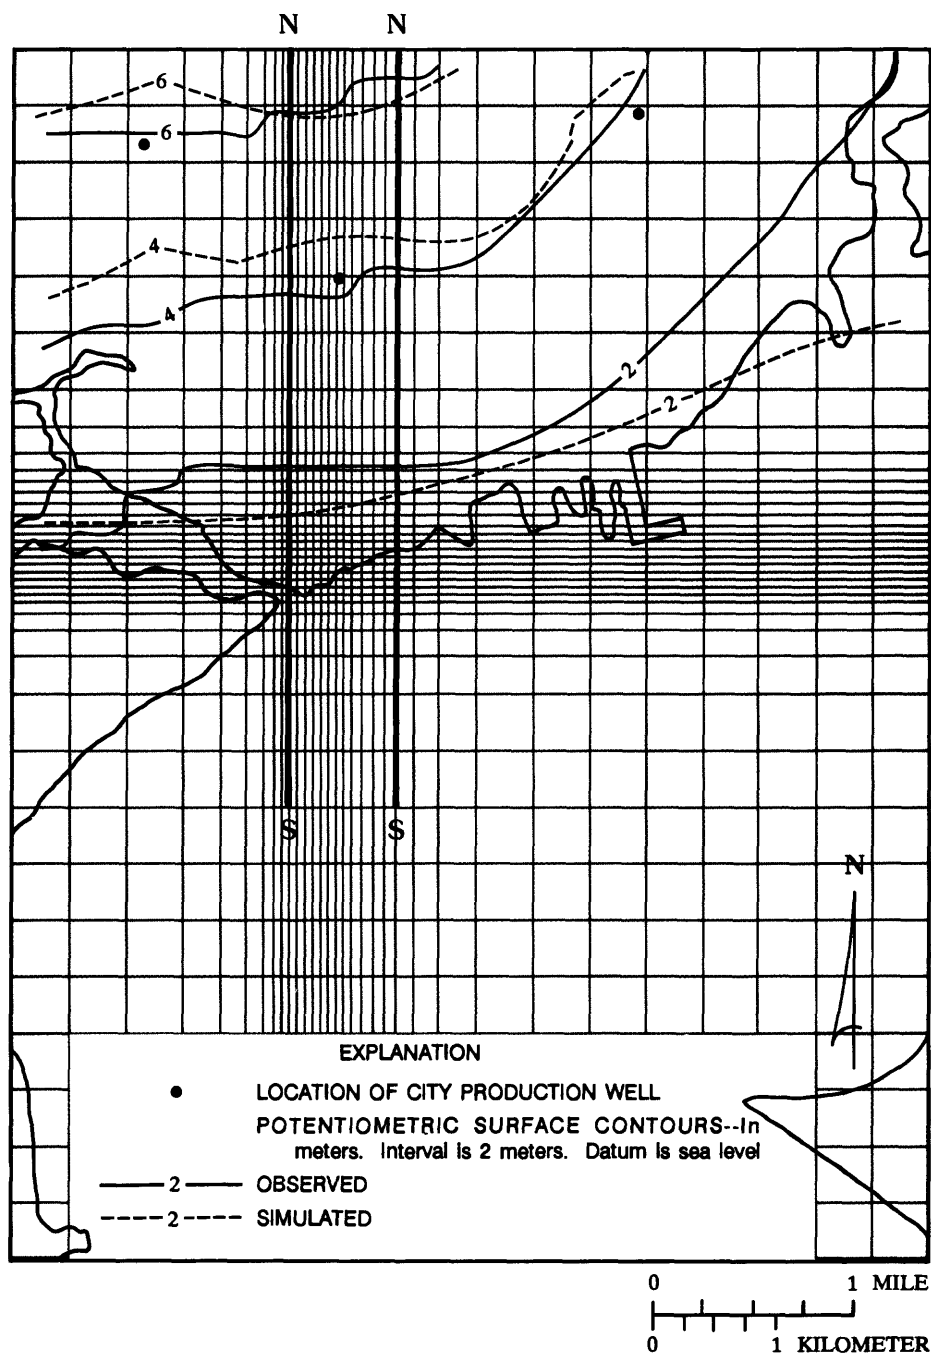 N N
6
6
4
4
2
2
S S
N
EXPLANATION
LOCATION OF CITY PRODUCTION WELL
POTENTIOMETRIC SURFACE CONTOURS--In
meters. Interval is 2 meters. Datum is sea level
2 OBSERVED
2 SIMULATED
0 1 MILE
0 1 KILOMETER